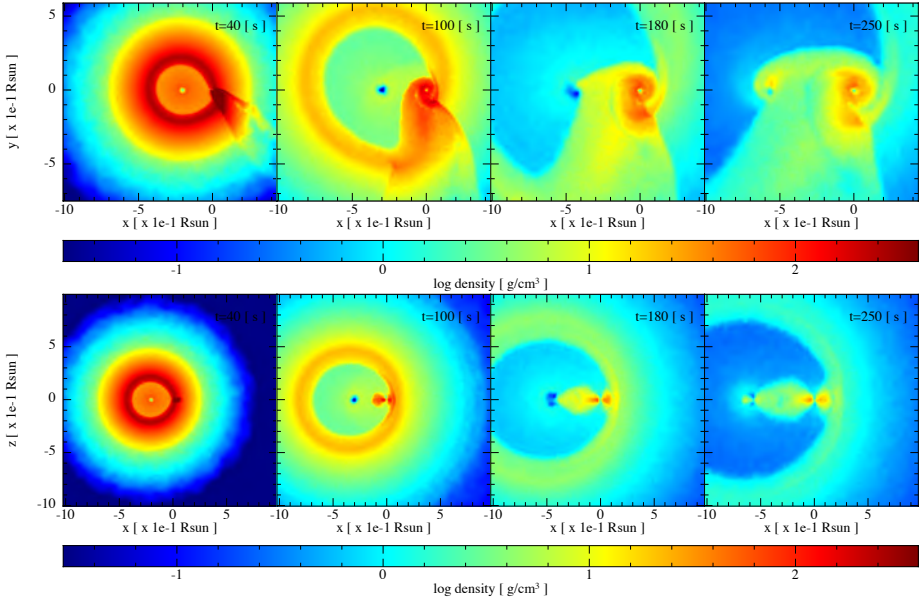 t=40 [ s ] t=100 [ s ] t=180 [ s ] t=250 [ s ]
5
0
-5
y [ x 1e-1 Rsun ]
-10 -5 0 -10 -5 0 -10 -5 0 -10 -5 0
x [ x 1e-1 Rsun ] x [ x 1e-1 Rsun ] x [ x 1e-1 Rsun ] x [ x 1e-1 Rsun ]
-1 0 1 2
log density [ g/cm³ ]
t=40 [ s ] t=100 [ s ] t=180 [ s ] t=250 [ s ]
5
0
-5
-10
z [ x 1e-1 Rsun ]
-10 -5 0 5 -10 -5 0 5 -10 -5 0 5 -10 -5 0 5
x [ x 1e-1 Rsun ] x [ x 1e-1 Rsun ] x [ x 1e-1 Rsun ] x [ x 1e-1 Rsun ]
-1 0 1 2
log density [ g/cm³ ]